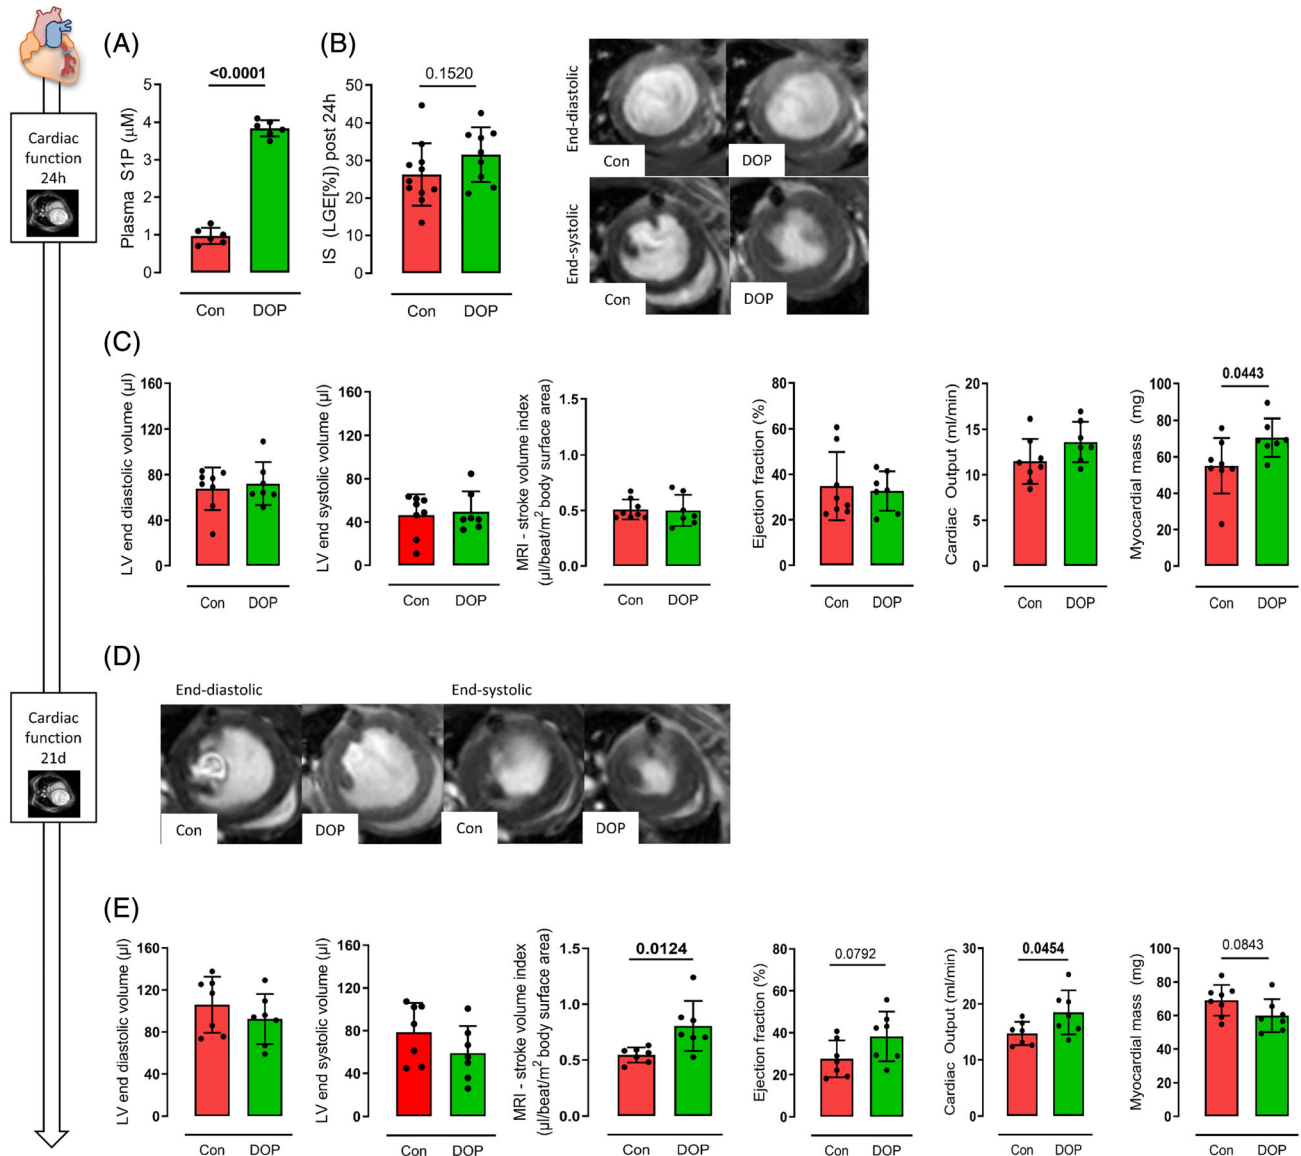 (A)
(B)
Cardiac
function
24h
Plasma S1P (µM)
5
4
3
2
1
0
<0.0001
Con
DOP
IS (LGE[%]) post 24h
50
40
30
20
10
0
0.1520
Con
DOP
End-diastolic
Con
DOP
End-systolic
Con
DOP
(C)
LV end diastolic volume (µl)
160
120
80
40
0
Con
DOP
LV end systolic volume (µl)
160
120
80
40
0
Con
DOP
MRI - stroke volume index
(µl/beat/m² body surface area)
1.5
1.0
0.5
0.0
Con
DOP
Ejection fraction (%)
80
60
40
20
0
Con
DOP
Cardiac Output (ml/min)
20
15
10
5
0
Con
DOP
Myocardial mass (mg)
100
80
60
40
20
0
0.0443
Con
DOP
(D)
Cardiac
function
21d
End-diastolic
End-systolic
Con
DOP
Con
DOP
(E)
LV end diastolic volume (µl)
160
120
80
40
0
Con
DOP
LV end systolic volume (µl)
160
120
80
40
0
Con
DOP
MRI - stroke volume index
(µl/beat/m² body surface area)
1.5
1.0
0.5
0.0
0.0124
Con
DOP
Ejection fraction (%)
80
60
40
20
0
0.0792
Con
DOP
Cardiac Output (ml/min)
30
20
10
0
0.0454
Con
DOP
Myocardial mass (mg)
100
80
60
40
20
0
0.0843
Con
DOP